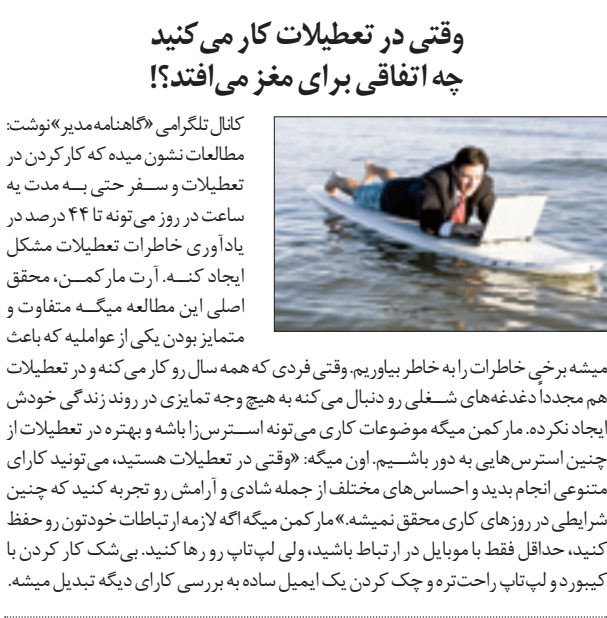 وقتی در تعطیلات کار می‌کنید
چه اتفاقی برای مغز می‌افتد؟!
کانال تلگرامی «گاهنامه مدیر» نوشت:
مطالعات نشون میده که کار کردن در
تعطیلات و سفر حتی به مدت یه
ساعت در روز می‌تونه تا ۴۴ درصد در
یادآوری خاطرات تعطیلات مشکل
ایجاد کنه. آرت مارکمن، محقق
اصلی این مطالعه میگه متفاوت و
متمایز بودن یکی از عواملیه که باعث
میشه برخی خاطرات را به خاطر بیاوریم. وقتی فردی که همه سال رو کار می‌کنه و در تعطیلات
هم مجدداً دغدغه‌های شغلی رو دنبال می‌کنه به هیچ وجه تمایزی در روند زندگی خودش
ایجاد نکرده. مارکمن میگه موضوعات کاری می‌تونه استرس‌زا باشه و بهتره در تعطیلات از
چنین استرس‌هایی به دور باشیم. اون میگه: «وقتی در تعطیلات هستید، می‌تونید کارای
متنوعی انجام بدید و احساس‌های مختلف از جمله شادی و آرامش رو تجربه کنید که چنین
شرایطی در روزهای کاری محقق نمیشه.» مارکمن میگه اگه لازمه ارتباطات خودتون رو حفظ
کنید، حداقل فقط با موبایل در ارتباط باشید، ولی لپ‌تاپ رو رها کنید. بی‌شک کار کردن با
کیبورد و لپ‌تاپ راحت‌تره و چک کردن یک ایمیل ساده به بررسی کارای دیگه تبدیل میشه.